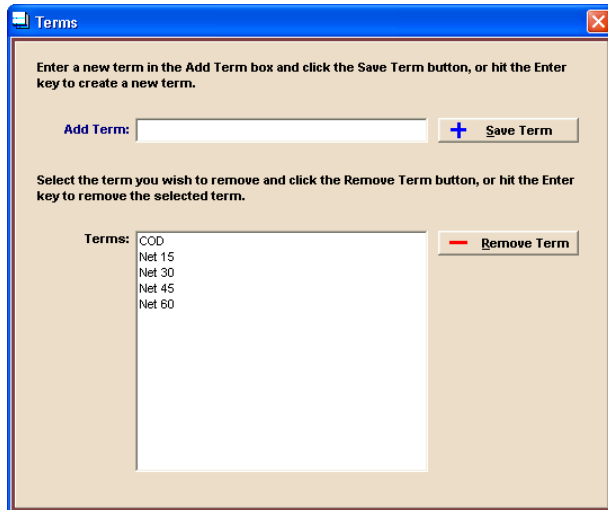 Terms
Enter a new term in the Add Term box and click the Save Term button, or hit the Enter
key to create a new term.
Add Term:
Save Term
Select the term you wish to remove and click the Remove Term button, or hit the Enter
key to remove the selected term.
Terms:
COD
Remove Term
Net 15
Net 30
Net 45
Net 60